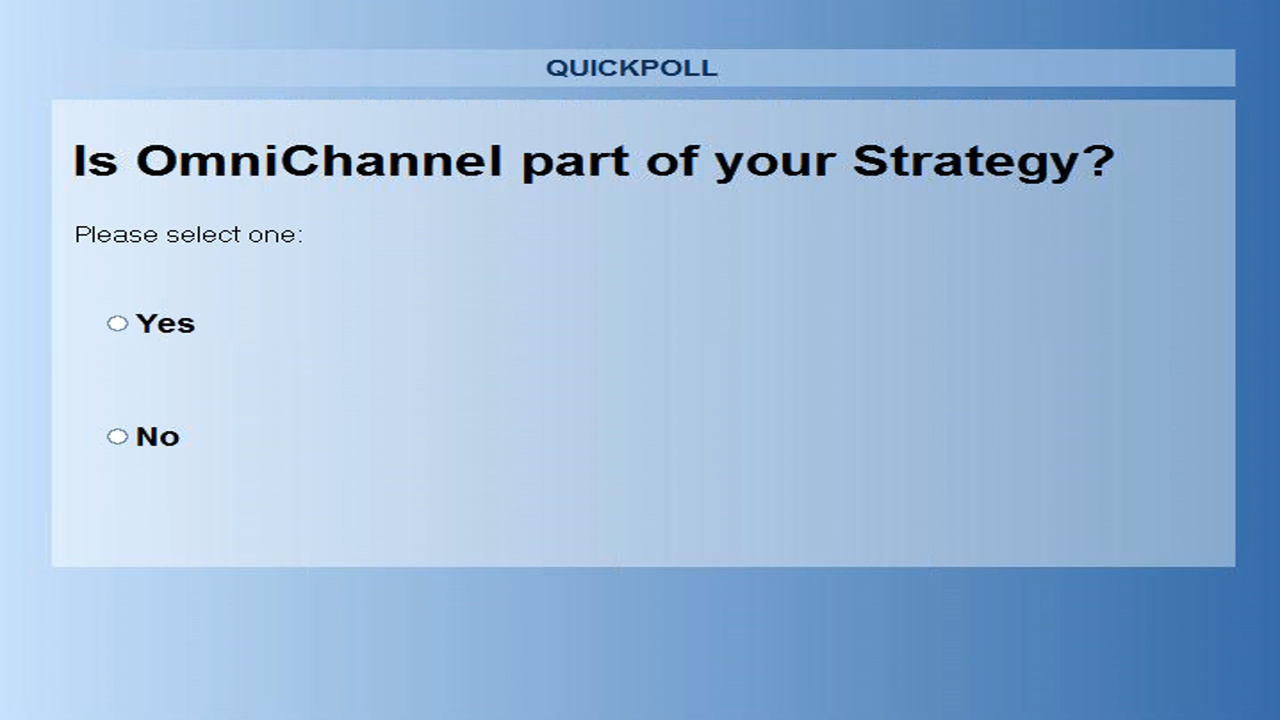 QUICKPOLL
Is OmniChannel part of your Strategy?
Please select one:
Yes
No